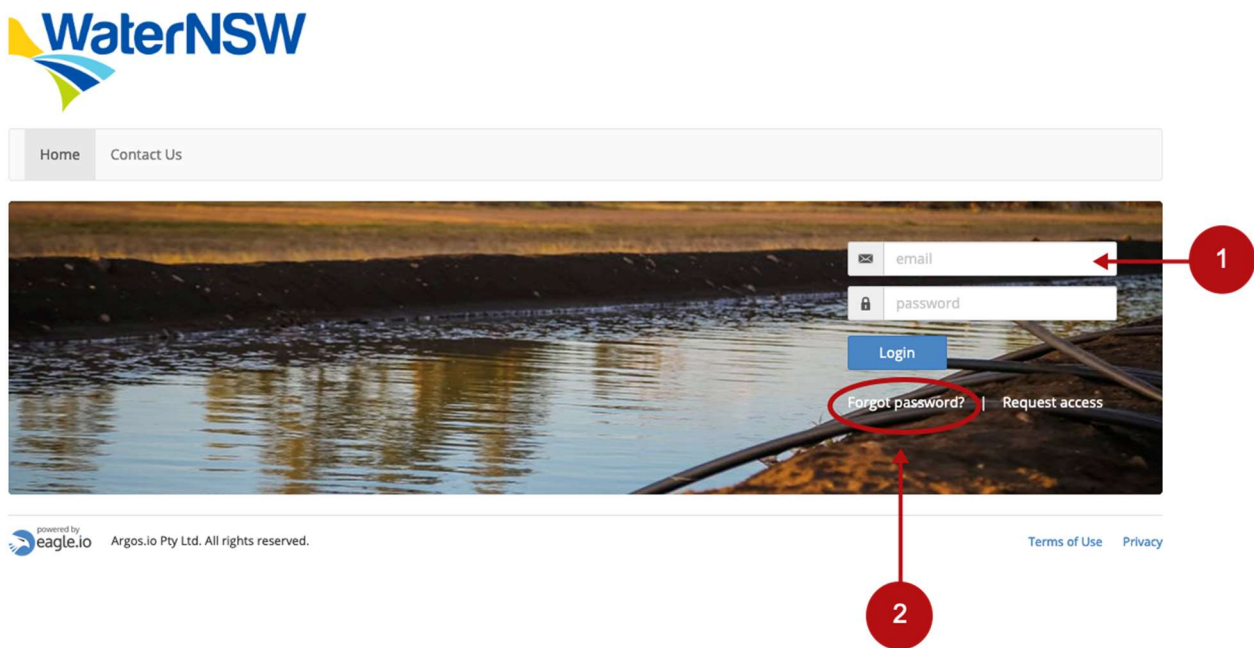 WaterNSW
Home Contact Us
email
1
password
Login
Forgot password? | Request access
powered by
eagle.io Argos.io Pty Ltd. All rights reserved. Terms of Use Privacy
2